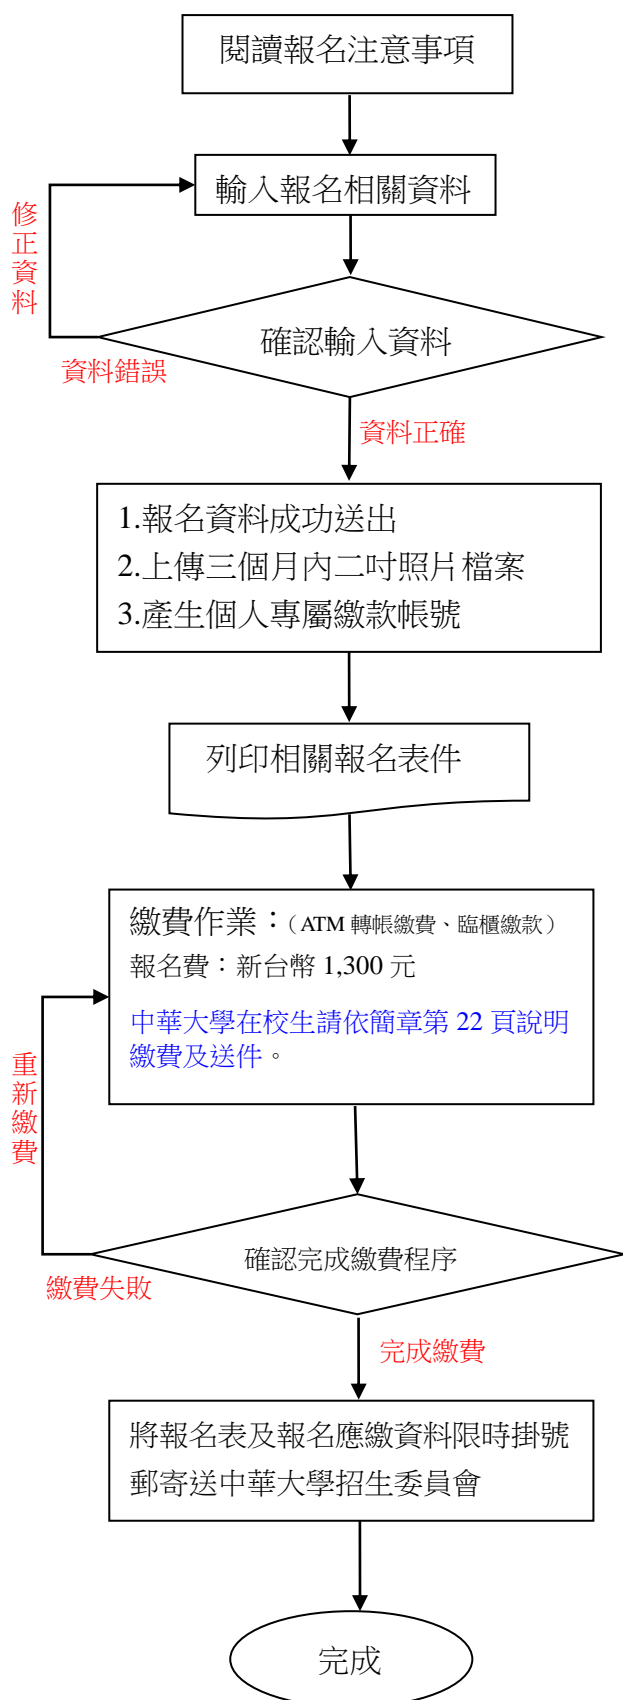 閱讀報名注意事項
輸入報名相關資料
修正資料
確認輸入資料
資料錯誤
資料正確
1.報名資料成功送出
2.上傳三個月內二吋照片檔案
3.產生個人專屬繳款帳號
列印相關報名表件
繳費作業：（ATM 轉帳繳費、臨櫃繳款）
報名費：新台幣 1,300 元
中華大學在校生請依簡章第 22 頁說明
繳費及送件。
重新繳費
確認完成繳費程序
繳費失敗
完成繳費
將報名表及報名應繳資料限時掛號
郵寄送中華大學招生委員會
完成